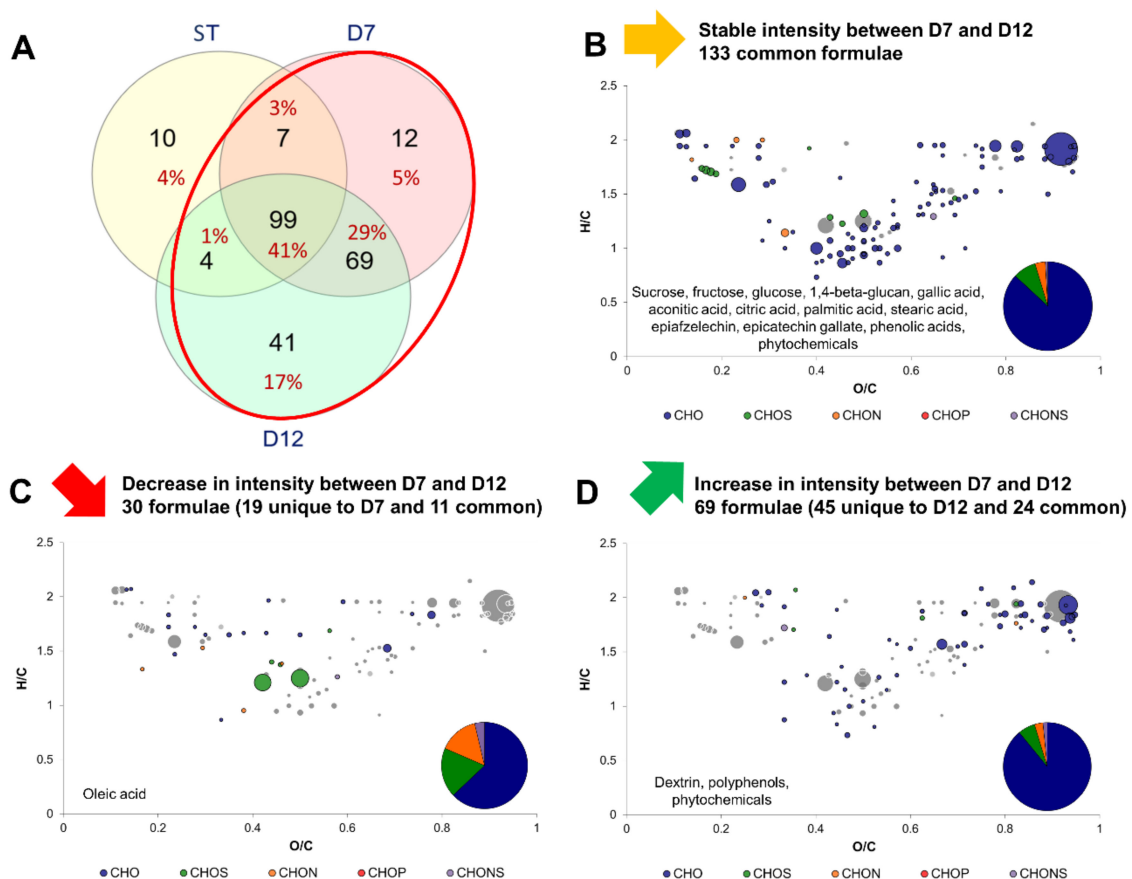 A
ST
D7
3%
10
7
12
4%
5%
99
1%
29%
41%
4
69
41
17%
D12
B
Stable intensity between D7 and D12
133 common formulae
2.5
2
1.5
1
0.5
0
H/C
Sucrose, fructose, glucose, 1,4-beta-glucan, gallic acid,
aconitic acid, citric acid, palmitic acid, stearic acid,
epiafzelechin, epicatechin gallate, phenolic acids,
phytochemicals
0
0.2
0.4
0.6
0.8
1
O/C
CHO
CHOS
CHON
CHOP
CHONS
C
Decrease in intensity between D7 and D12
30 formulae (19 unique to D7 and 11 common)
2.5
2
1.5
1
0.5
0
H/C
Oleic acid
0
0.2
0.4
0.6
0.8
1
O/C
CHO
CHOS
CHON
CHOP
CHONS
D
Increase in intensity between D7 and D12
69 formulae (45 unique to D12 and 24 common)
2.5
2
1.5
1
0.5
0
H/C
Dextrin, polyphenols,
phytochemicals
0
0.2
0.4
0.6
0.8
1
O/C
CHO
CHOS
CHON
CHOP
CHONS